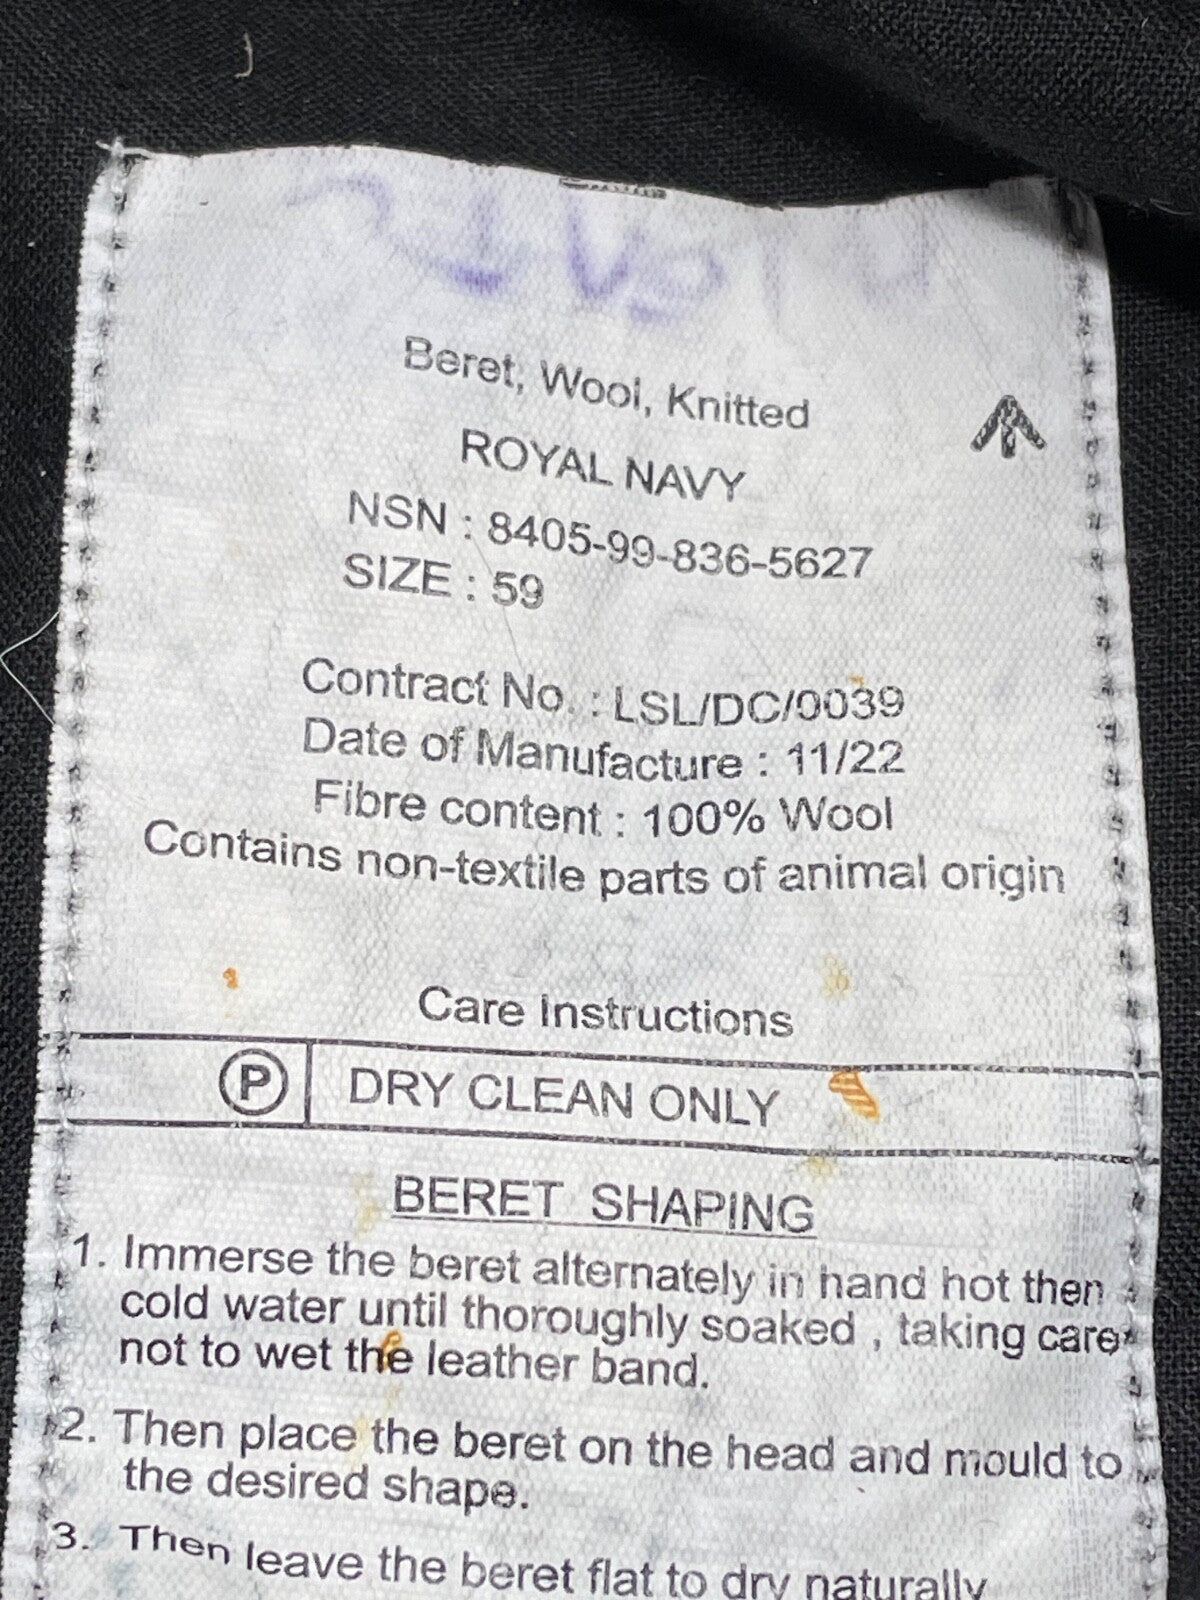 Beret, Wool, Knitted
ROYAL NAVY
NSN : 8405-99-836-5627
SIZE : 59
Contract No. : LSL/DC/0039
Date of Manufacture : 11/22
Fibre content : 100% Wool
Contains non-textile parts of animal origin
Care Instructions
P DRY CLEAN ONLY
BERET SHAPING
1. Immerse the beret alternately in hand hot then
cold water until thoroughly soaked , taking care
not to wet the leather band.
2. Then place the beret on the head and mould to
the desired shape.
3. Then leave the beret flat to dry naturally